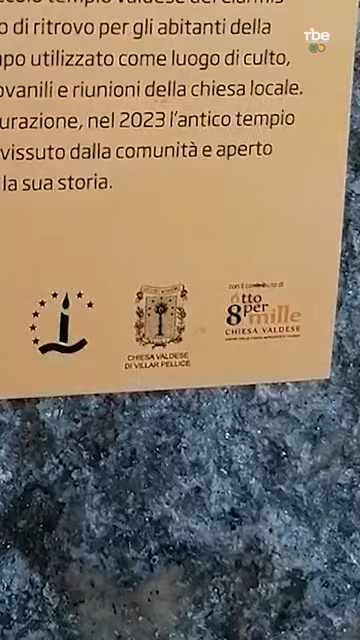 rbe
tempio valdese dei Ciarmis
o di ritrovo per gli abitanti della
po utilizzato come luogo di culto,
ovanili e riunioni della chiesa locale.
urazione, nel 2023 l'antico tempio
vissuto dalla comunità e aperto
la sua storia.
CHIESA VALDESE
DI VILLAR PELLICE
con il contributo di
otto
8 per mille
CHIESA VALDESE